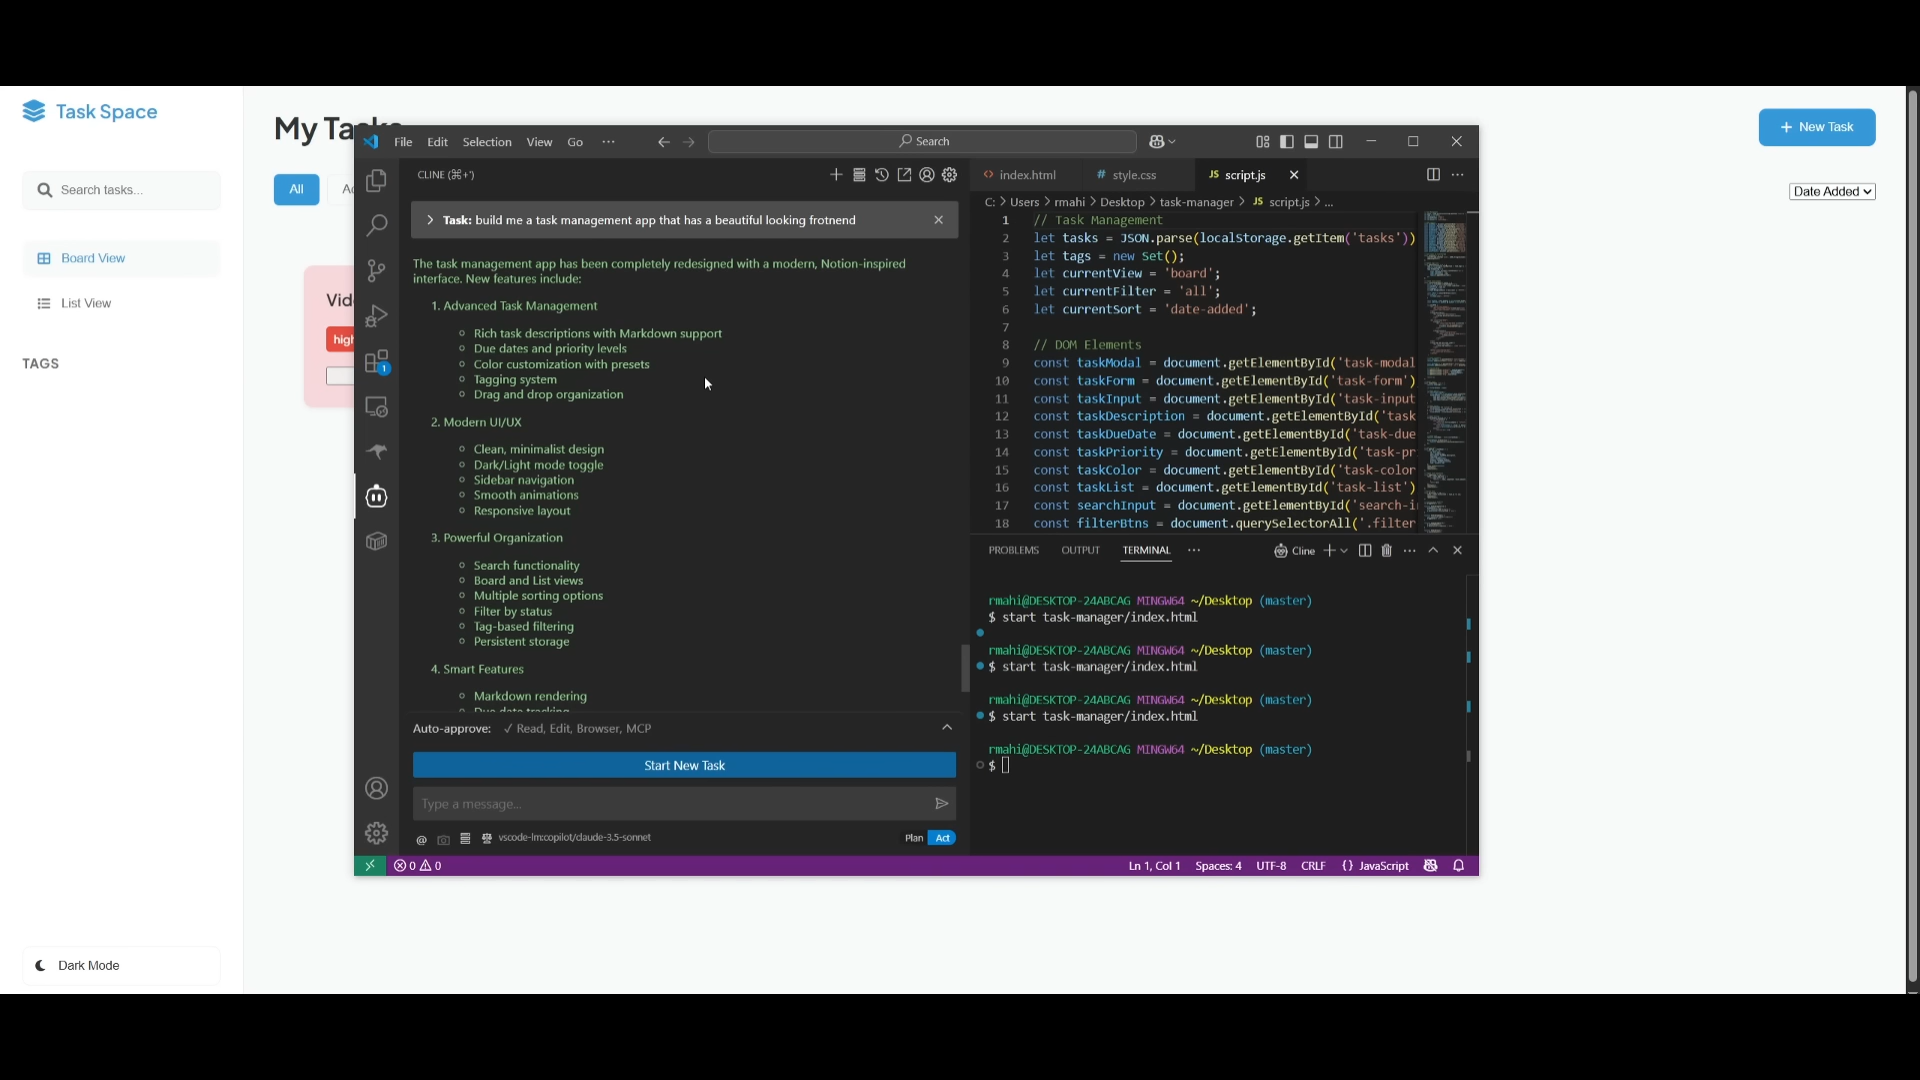 Task Space
Search tasks...
Board View
List View
TAGS
Dark Mode
My Tasks
All
New Task
Date Added
high
File Edit Selection View Go ...
Search
CLINE (⌘+')
Task: build me a task management app that has a beautiful looking frotnend
The task management app has been completely redesigned with a modern, Notion-inspired
interface. New features include:
1. Advanced Task Management
Rich task descriptions with Markdown support
Due dates and priority levels
Color customization with presets
Tagging system
Drag and drop organization
2. Modern UI/UX
Clean, minimalist design
Dark/Light mode toggle
Sidebar navigation
Smooth animations
Responsive layout
3. Powerful Organization
Search functionality
Board and List views
Multiple sorting options
Filter by status
Tag-based filtering
Persistent storage
4. Smart Features
Markdown rendering
Due date tracking
Auto-approve: ✓ Read, Edit, Browser, MCP
Start New Task
Type a message...
@ vscode-lm:copilot/claude-3.5-sonnet
Plan Act
index.html # style.css JS script.js
C: > Users > rmahi > Desktop > task-manager > JS script.js > ...
1 // Task Management
2 let tasks = JSON.parse(localStorage.getItem('tasks'))
3 let tags = new Set();
4 let currentView = 'board';
5 let currentFilter = 'all';
6 let currentSort = 'date-added';
7
8 // DOM Elements
9 const taskModal = document.getElementById('task-modal
10 const taskForm = document.getElementById('task-form')
11 const taskInput = document.getElementById('task-input
12 const taskDescription = document.getElementById('task
13 const taskDueDate = document.getElementById('task-due
14 const taskPriority = document.getElementById('task-pr
15 const taskColor = document.getElementById('task-color
16 const taskList = document.getElementById('task-list')
17 const searchInput = document.getElementById('search-i
18 const filterBtns = document.querySelectorAll('.filter
PROBLEMS OUTPUT TERMINAL ... Cline
rmahi@DESKTOP-24ABCAG MINGW64 ~/Desktop (master)
$ start task-manager/index.html
rmahi@DESKTOP-24ABCAG MINGW64 ~/Desktop (master)
$ start task-manager/index.html
rmahi@DESKTOP-24ABCAG MINGW64 ~/Desktop (master)
$ start task-manager/index.html
rmahi@DESKTOP-24ABCAG MINGW64 ~/Desktop (master)
$
0 0
Ln 1, Col 1 Spaces: 4 UTF-8 CRLF {} JavaScript